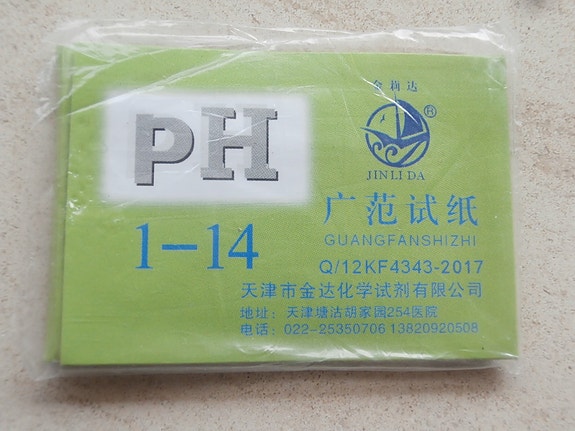 pH
1-14
金莉达
®
JINLI DA
广范试纸
GUANGFANSHIZHI
Q/12KF4343-2017
天津市金达化学试剂有限公司
地址：天津塘沽胡家园254医院
电话：022-25350706 13820920508